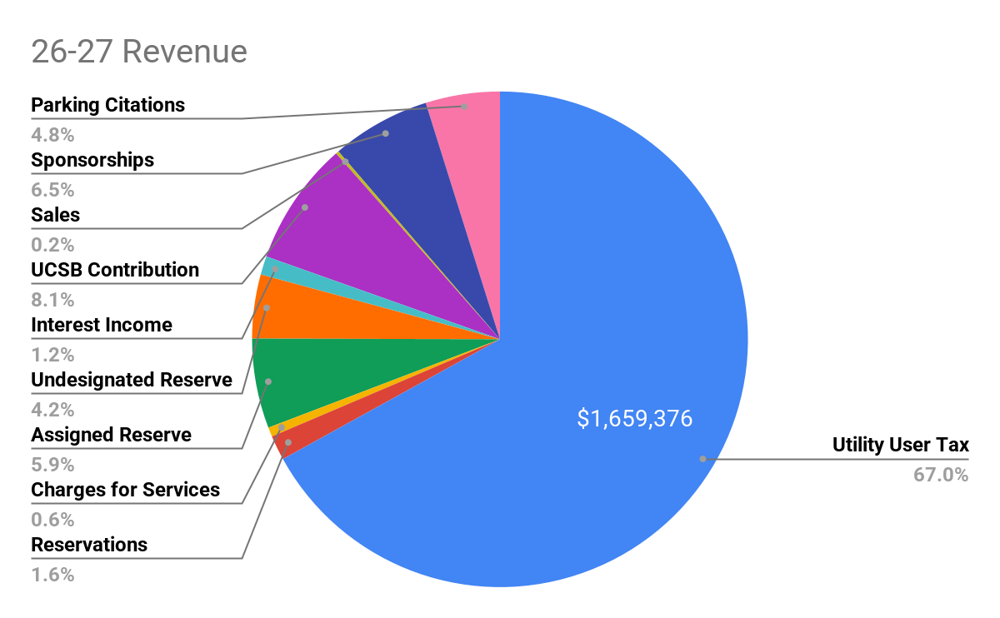 26-27 Revenue
Parking Citations
4.8%
Sponsorships
6.5%
Sales
0.2%
UCSB Contribution
8.1%
Interest Income
1.2%
Undesignated Reserve
4.2%
Assigned Reserve
5.9%
Charges for Services
0.6%
Reservations
1.6%
$1,659,376
Utility User Tax
67.0%